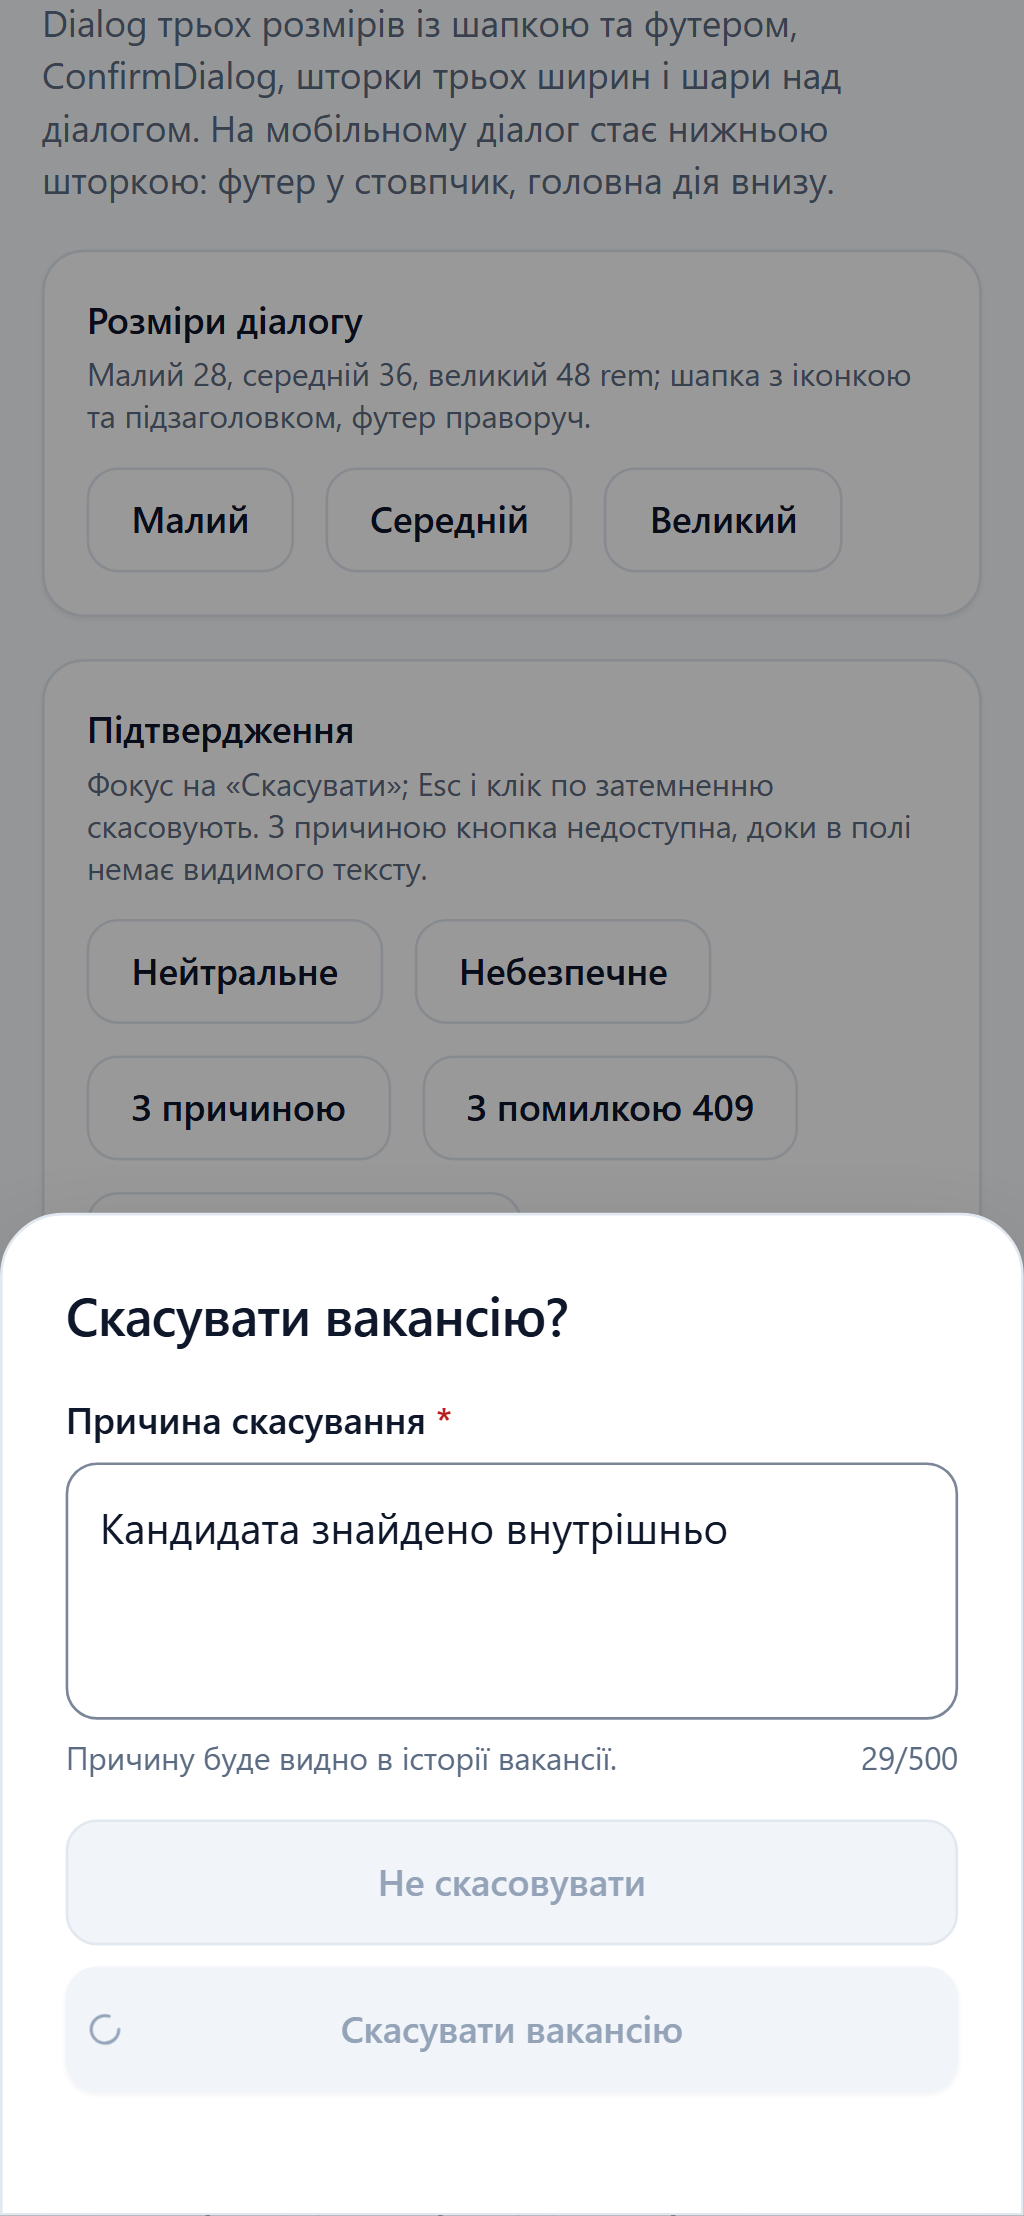 Dialog трьох розмірів із шапкою та футером,
ConfirmDialog, шторки трьох ширин і шари над
діалогом. На мобільному діалог стає нижньою
шторкою: футер у стовпчик, головна дія внизу.
Розміри діалогу
Малий 28, середній 36, великий 48 rem; шапка з іконкою
та підзаголовком, футер праворуч.
Малий
Середній
Великий
Підтвердження
Фокус на «Скасувати»; Esc і клік по затемненню
скасовують. З причиною кнопка недоступна, доки в полі
немає видимого тексту.
Нейтральне
Небезпечне
З причиною
З помилкою 409
Скасувати вакансію?
Причина скасування *
Кандидата знайдено внутрішньо
Причину буде видно в історії вакансії.
29/500
Не скасовувати
Скасувати вакансію